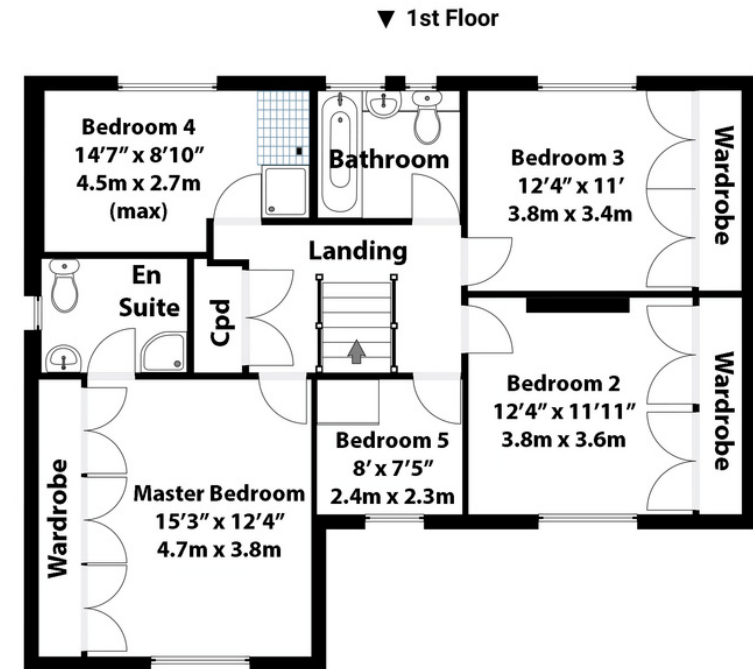 ▼ 1st Floor
Bedroom 4
14'7" x 8'10"
4.5m x 2.7m
(max)
Bathroom
Bedroom 3
12'4" x 11'
3.8m x 3.4m
Wardrobe
Landing
En
Suite
Cpd
Bedroom 2
12'4" x 11'11"
3.8m x 3.6m
Wardrobe
Bedroom 5
8' x 7'5"
2.4m x 2.3m
Master Bedroom
15'3" x 12'4"
4.7m x 3.8m
Wardrobe